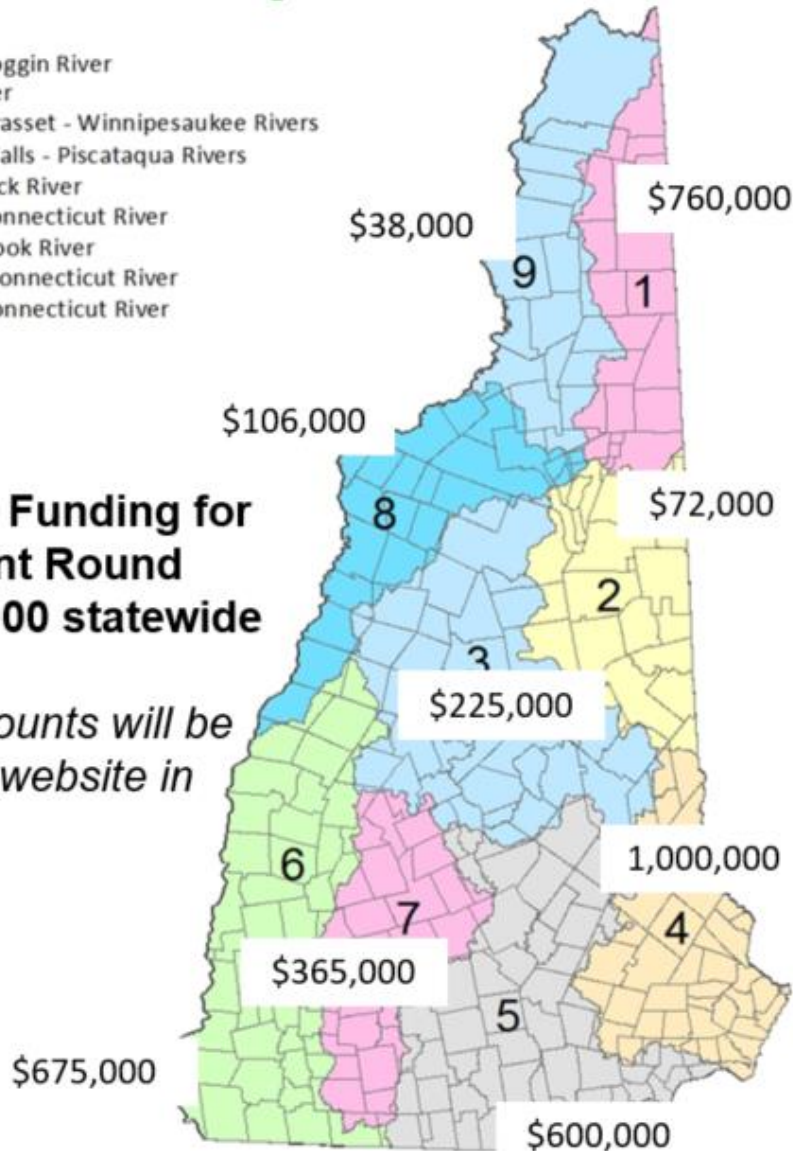 oggin River
er
asset - Winnipesaukee Rivers
alls - Piscataqua Rivers
ck River
onnecticut River
ook River
onnecticut River
onnecticut River
$760,000
$38,000
9
1
$106,000
$72,000
8
Funding for
nt Round
00 statewide
2
3
$225,000
ounts will be
website in
1,000,000
6
7
4
$365,000
5
$675,000
$600,000